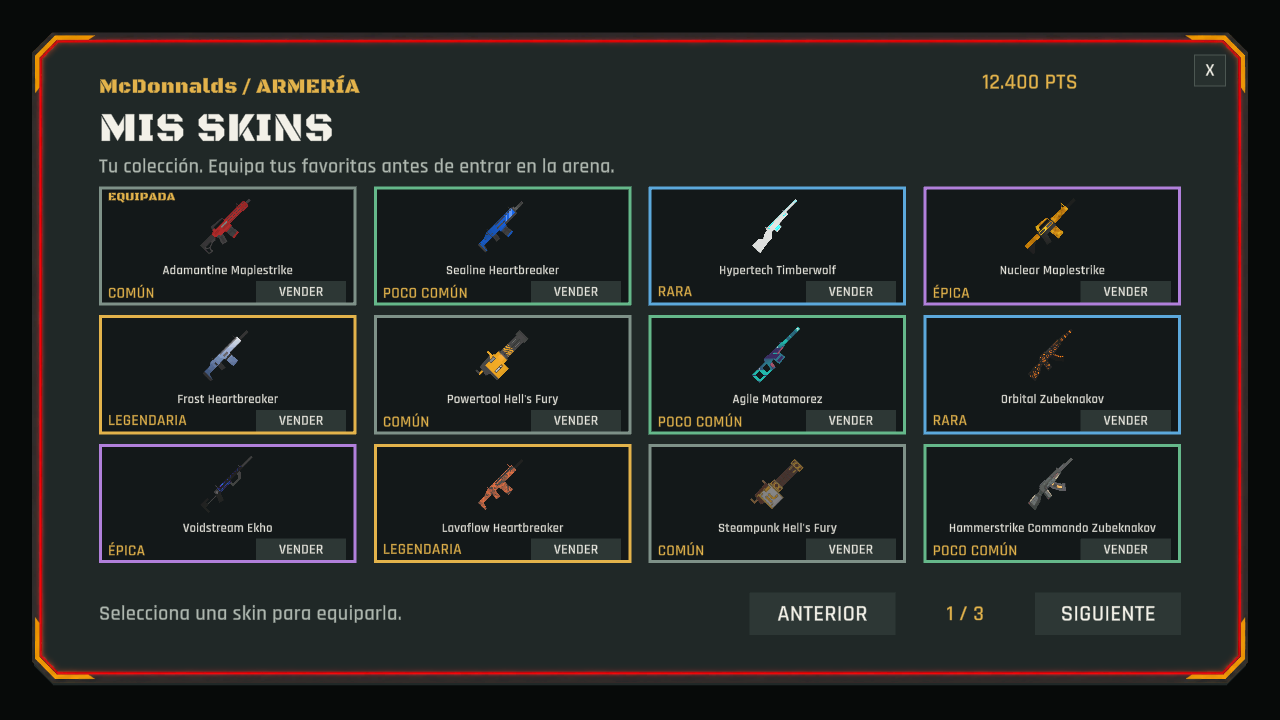 McDonnalds / ARMERÍA
12.400 PTS
X
MIS SKINS
Tu colección. Equipa tus favoritas antes de entrar en la arena.
EQUIPADA
Adamantine Maplestrike
COMÚN
VENDER
Sealine Heartbreaker
POCO COMÚN
VENDER
Hypertech Timberwolf
RARA
VENDER
Nuclear Maplestrike
ÉPICA
VENDER
Frost Heartbreaker
LEGENDARIA
VENDER
Powertool Hell's Fury
COMÚN
VENDER
Agile Matamorez
POCO COMÚN
VENDER
Orbital Zubeknakov
RARA
VENDER
Voidstream Ekho
ÉPICA
VENDER
Lavaflow Heartbreaker
LEGENDARIA
VENDER
Steampunk Hell's Fury
COMÚN
VENDER
Hammerstrike Commando Zubeknakov
POCO COMÚN
VENDER
Selecciona una skin para equiparla.
ANTERIOR
1 / 3
SIGUIENTE